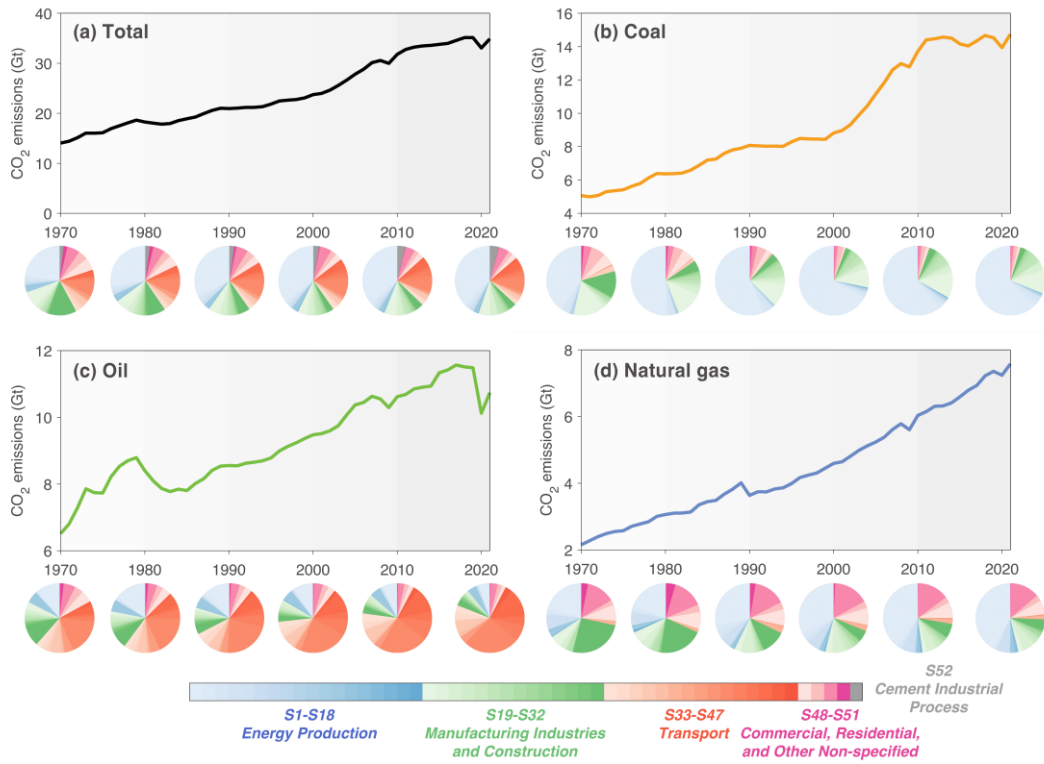 (a) Total
CO2 emissions (Gt)
40
30
20
10
0
1970 1980 1990 2000 2010 2020
(b) Coal
CO2 emissions (Gt)
16
14
12
10
8
6
4
1970 1980 1990 2000 2010 2020
(c) Oil
CO2 emissions (Gt)
12
10
8
6
1970 1980 1990 2000 2010 2020
(d) Natural gas
CO2 emissions (Gt)
8
6
4
2
1970 1980 1990 2000 2010 2020
S1-S18
Energy Production
S19-S32
Manufacturing Industries
and Construction
S33-S47
Transport
S48-S51
Commercial, Residential,
and Other Non-specified
S52
Cement Industrial
Process